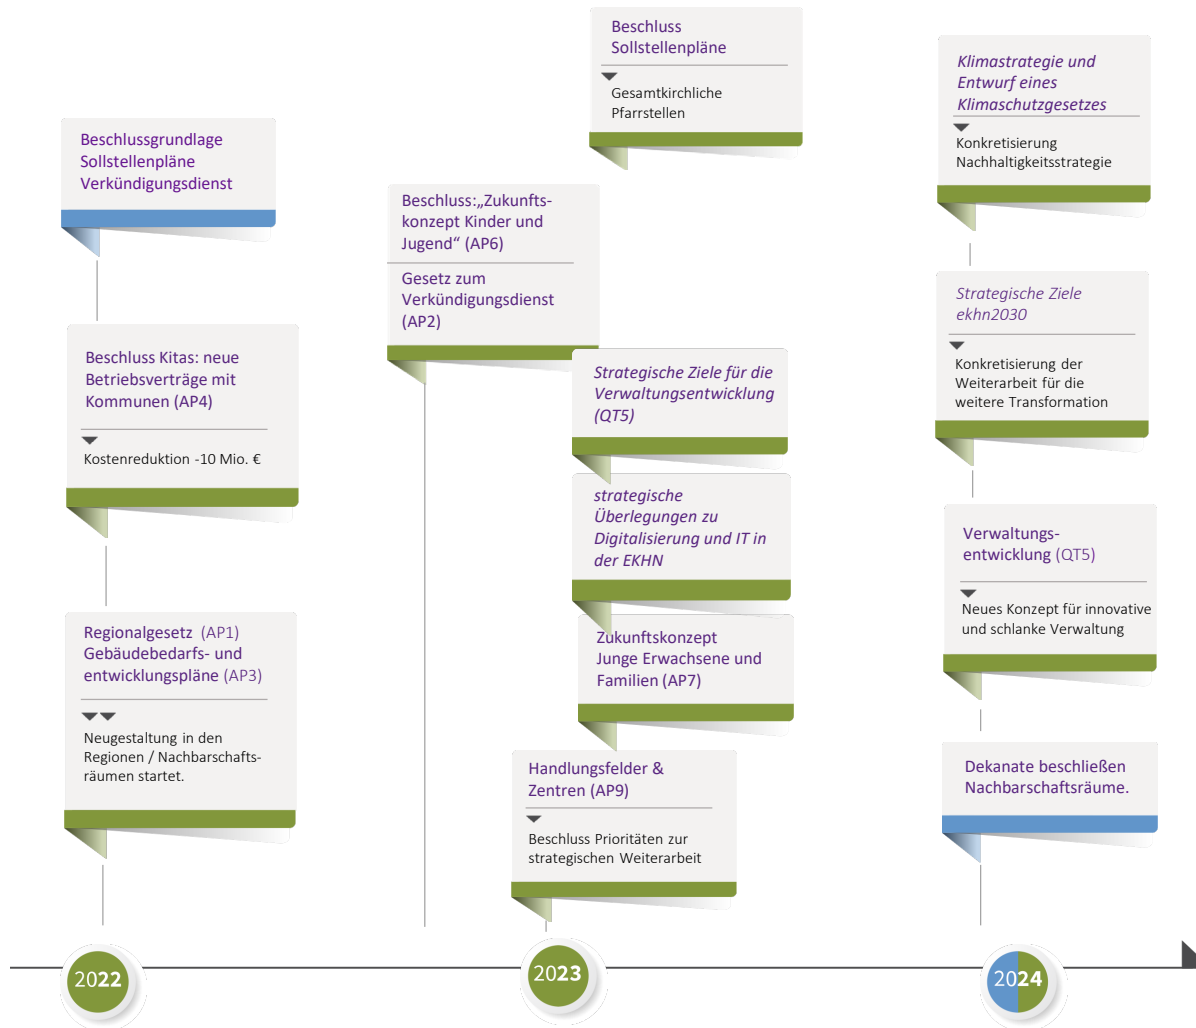 Beschlussgrundlage
Sollstellenpläne
Verkündigungsdienst
Beschluss Kitas: neue
Betriebsverträge mit
Kommunen (AP4)
Kostenreduktion -10 Mio. €
Regionalgesetz (AP1)
Gebäudebedarfs- und
entwicklungspläne (AP3)
Neugestaltung in den
Regionen / Nachbarschafts-
räumen startet.
2022
Beschluss
Sollstellenpläne
Gesamtkirchliche
Pfarrstellen
Beschluss:„Zukunfts-
konzept Kinder und
Jugend“ (AP6)
Gesetz zum
Verkündigungsdienst
(AP2)
Strategische Ziele für die
Verwaltungsentwicklung
(QT5)
strategische
Überlegungen zu
Digitalisierung und IT in
der EKHN
Zukunftskonzept
Junge Erwachsene und
Familien (AP7)
Handlungsfelder &
Zentren (AP9)
Beschluss Prioritäten zur
strategischen Weiterarbeit
2023
Klimastrategie und
Entwurf eines
Klimaschutzgesetzes
Konkretisierung
Nachhaltigkeitsstrategie
Strategische Ziele
ekhn2030
Konkretisierung der
Weiterarbeit für die
weitere Transformation
Verwaltungs-
entwicklung (QT5)
Neues Konzept für innovative
und schlanke Verwaltung
Dekanate beschließen
Nachbarschaftsräume.
2024